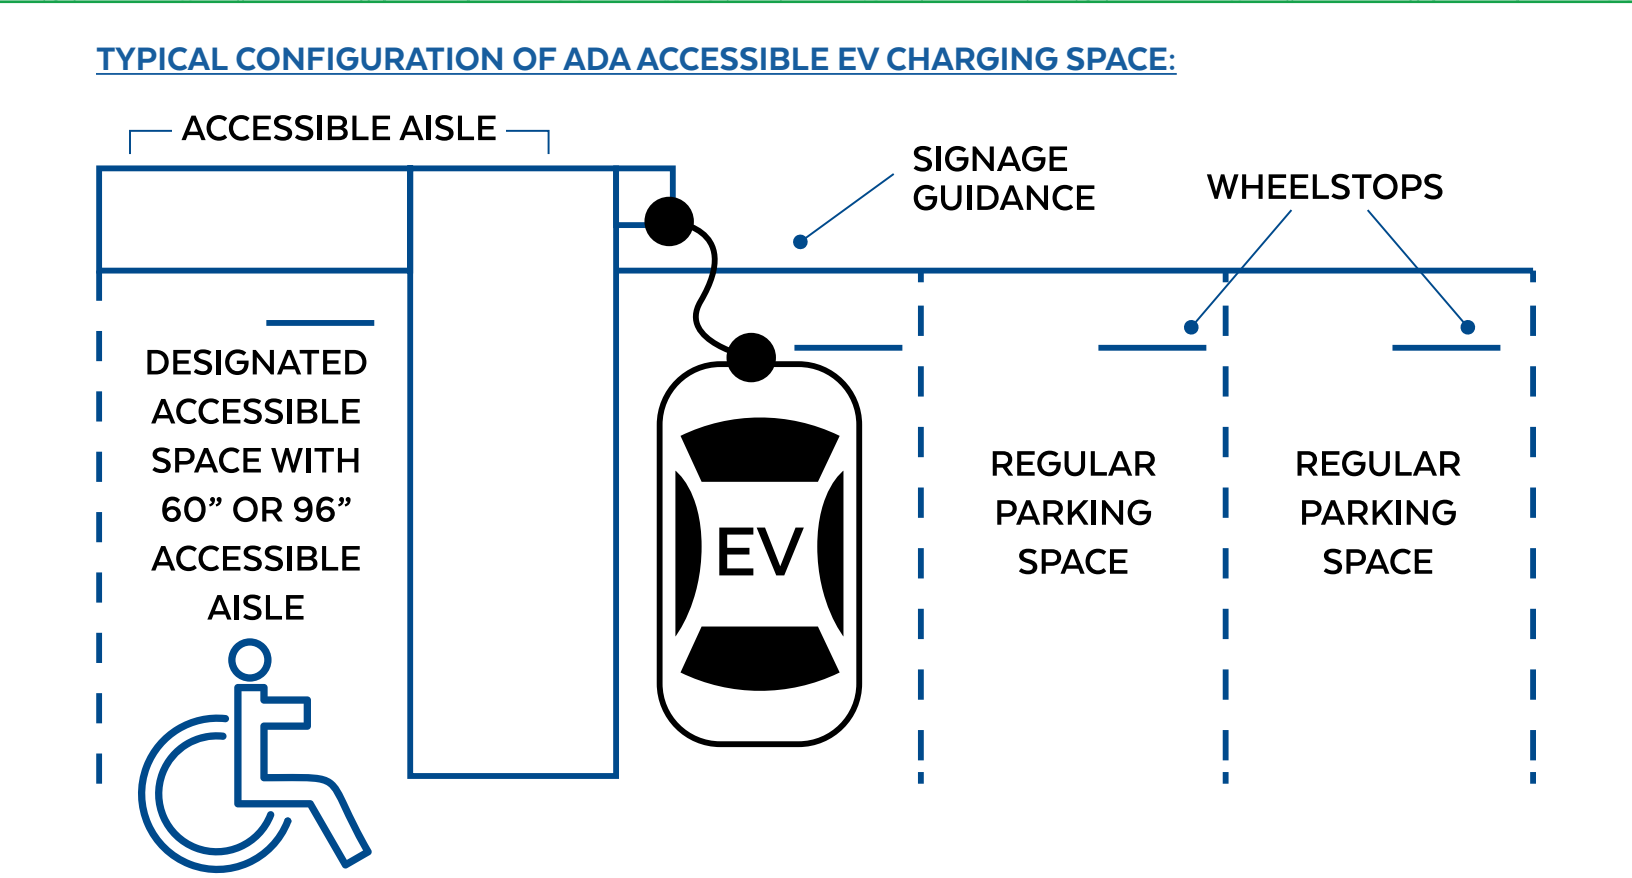 TYPICAL CONFIGURATION OF ADA ACCESSIBLE EV CHARGING SPACE:
ACCESSIBLE AISLE
SIGNAGE
GUIDANCE
WHEELSTOPS
DESIGNATED
ACCESSIBLE
SPACE WITH
60” OR 96”
ACCESSIBLE
AISLE
EV
REGULAR
PARKING
SPACE
REGULAR
PARKING
SPACE